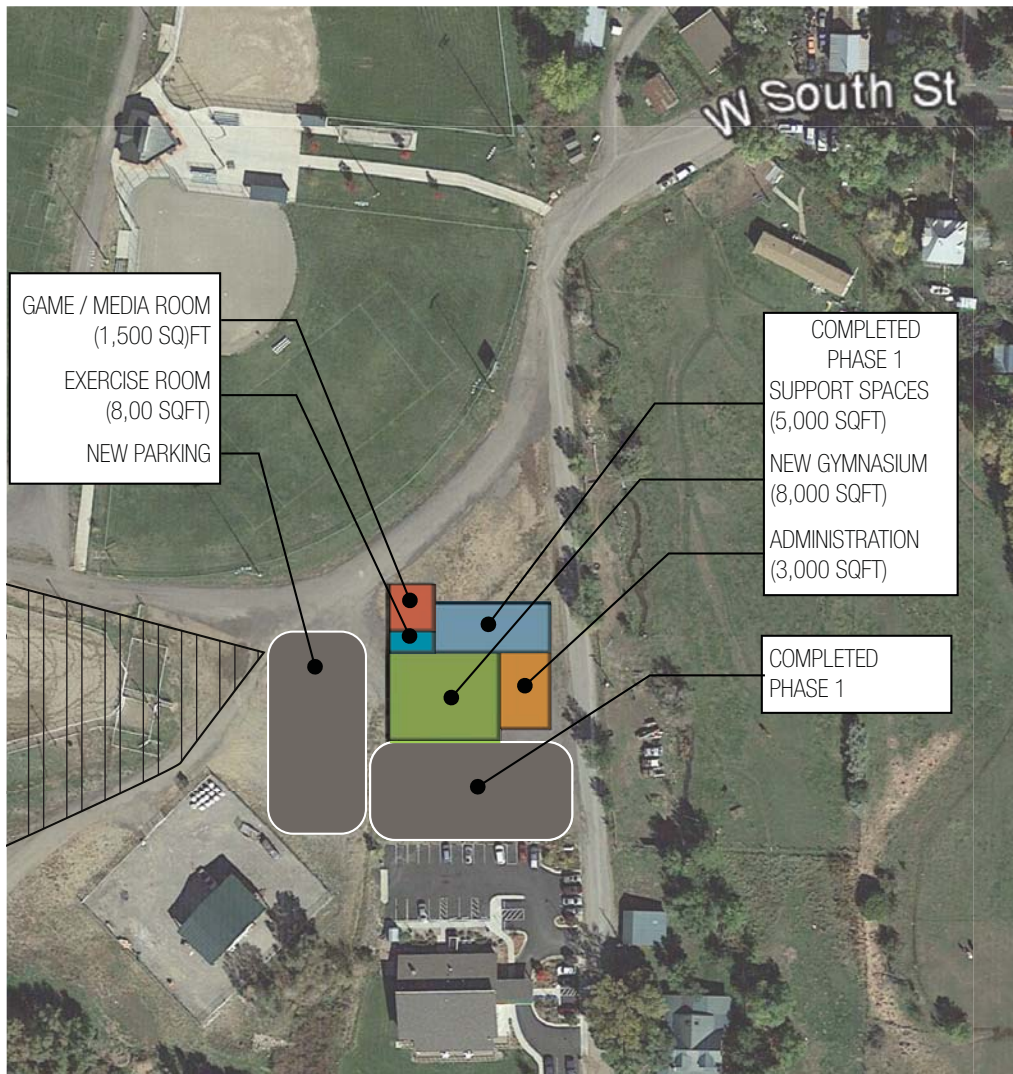 W South St
GAME / MEDIA ROOM
(1,500 SQ)FT
EXERCISE ROOM
(8,00 SQFT)
NEW PARKING
COMPLETED
PHASE 1
SUPPORT SPACES
(5,000 SQFT)
NEW GYMNASIUM
(8,000 SQFT)
ADMINISTRATION
(3,000 SQFT)
COMPLETED
PHASE 1